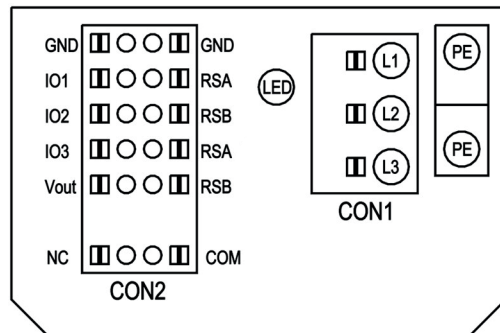 GND GND L1 PE
IO1 RSA LED
IO2 RSB L2
IO3 RSA L3 PE
Vout RSB
CON1
NC COM
CON2